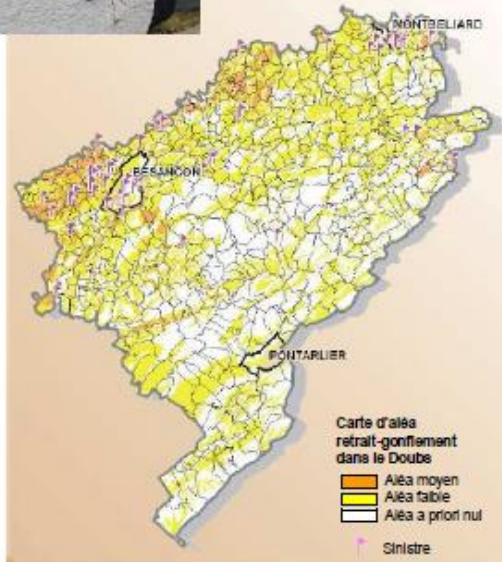 MONTBELIARD
BESANCON
PONTARLIER
Carte d'aléa
retrait-gonflement
dans le Doubs
Aléa moyen
Aléa faible
Aléa a priori nul
Sinistre